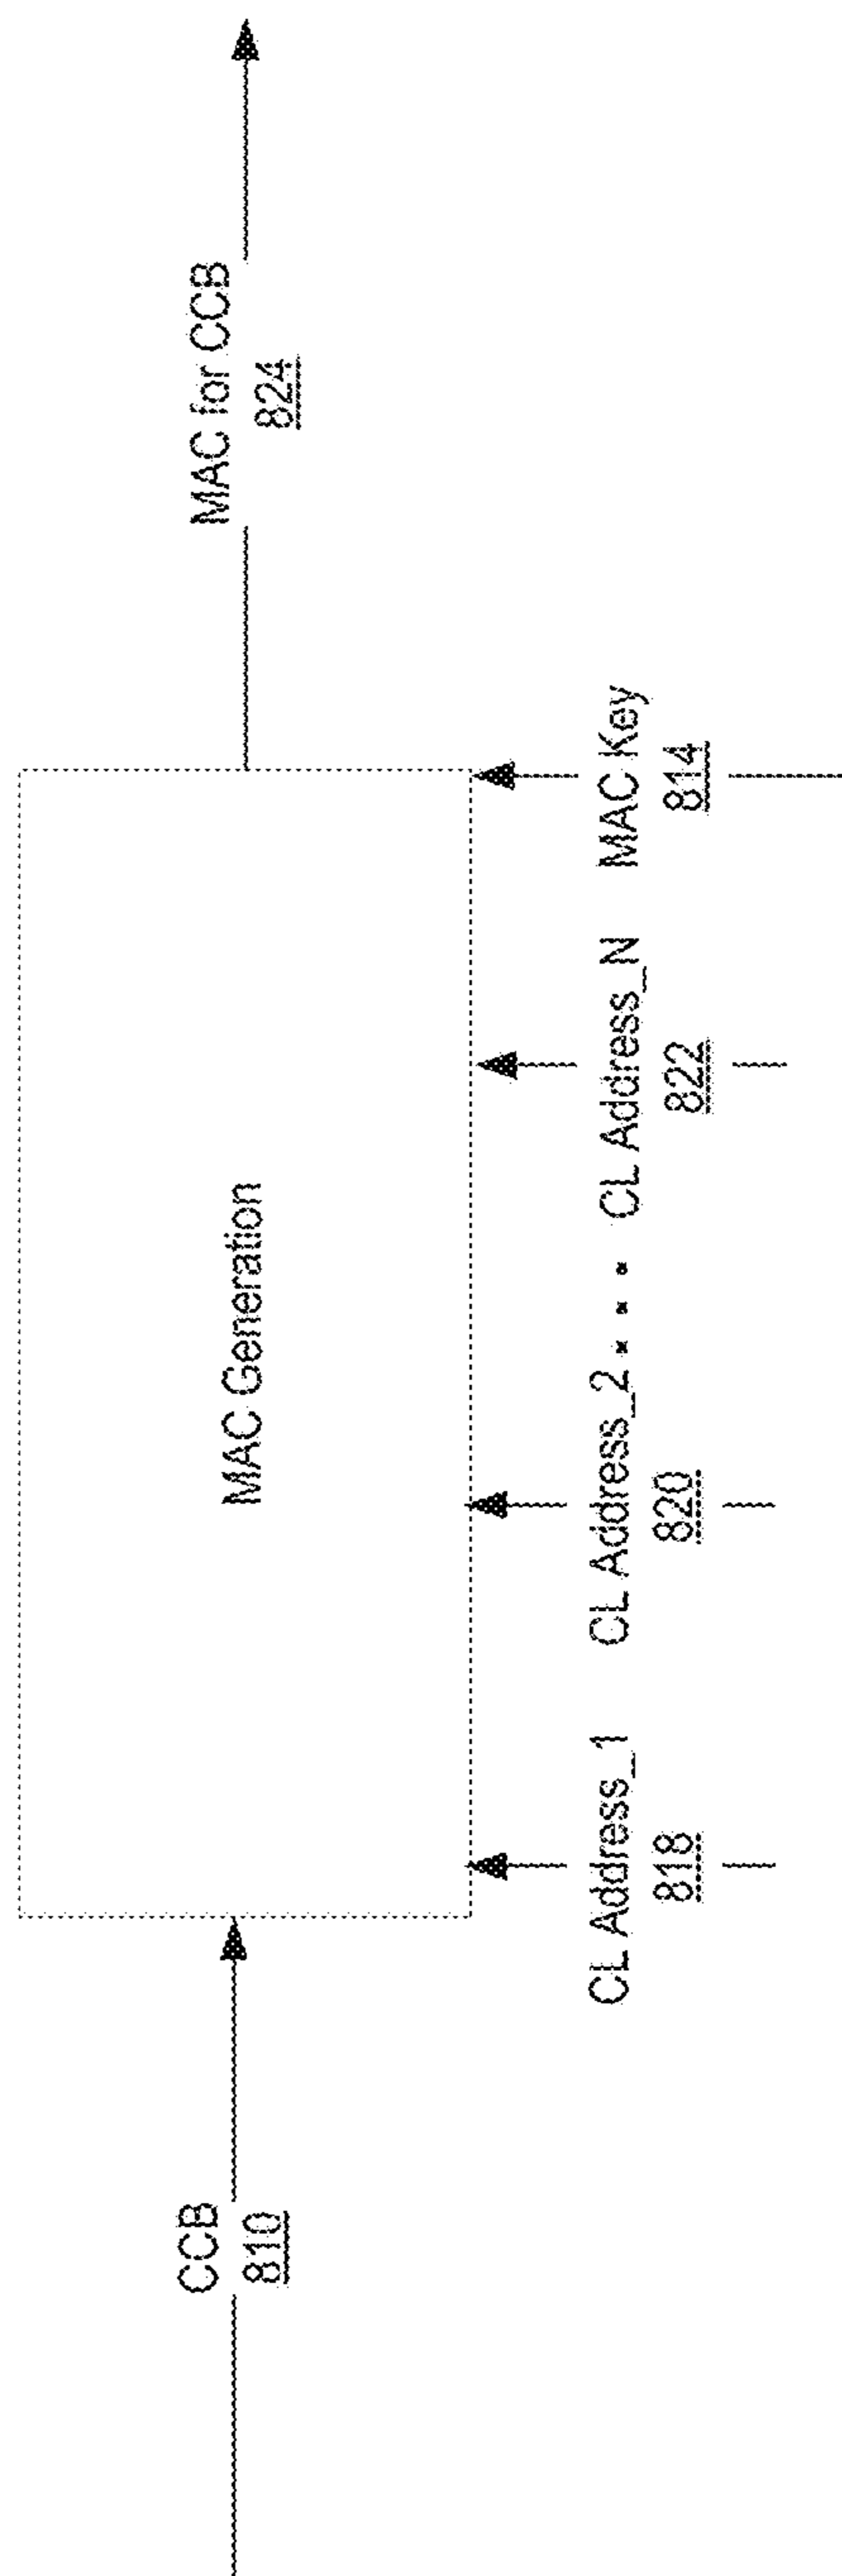 CCB
810
MAC Generation
MAC for CCB
824
CL Address_1
818
CL Address_2
820
. . .
CL Address_N
822
MAC Key
814